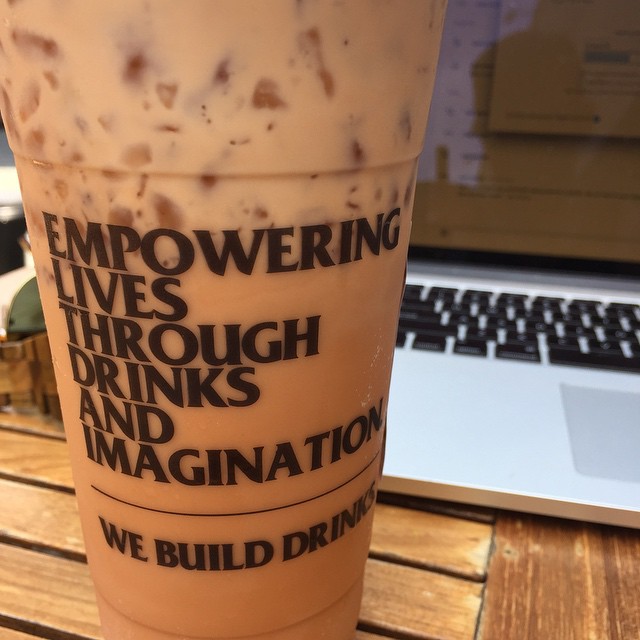 EMPOWERING
LIVES
THROUGH
DRINKS
AND
IMAGINATION
WE BUILD DRINKS